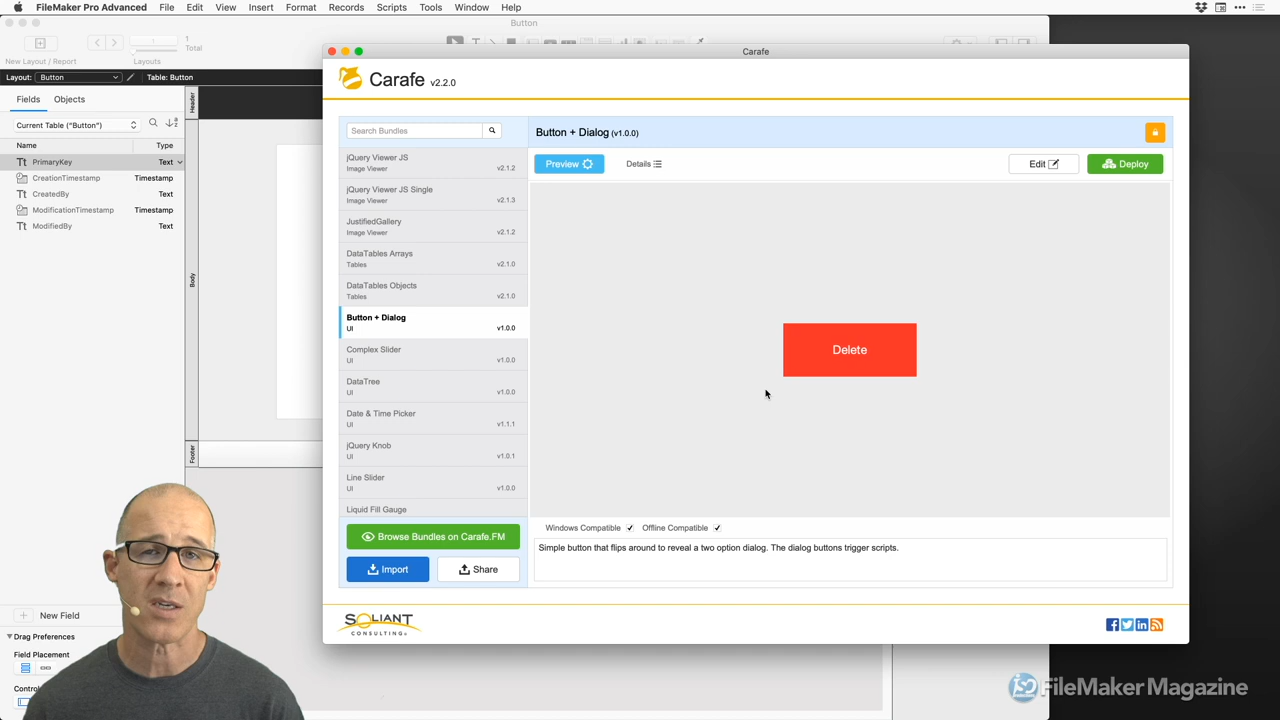 FileMaker Pro Advanced File Edit View Insert Format Records Scripts Tools Window Help
Button
1
1
Total
New Layout / Report
Layouts
Layout: Button
Table: Button
Fields
Objects
Current Table ("Button")
Name
Type
Tt PrimaryKey Text
CreationTimestamp Timestamp
Tt CreatedBy Text
ModificationTimestamp Timestamp
Tt ModifiedBy Text
Header
Body
Footer
New Field
Drag Preferences
Field Placement
Control
Carafe
Carafe v2.2.0
Search Bundles
jQuery Viewer JS
Image Viewer v2.1.2
jQuery Viewer JS Single
Image Viewer v2.1.3
JustifiedGallery
Image Viewer v2.1.2
DataTables Arrays
Tables v2.1.0
DataTables Objects
Tables v2.1.0
Button + Dialog
UI v1.0.0
Complex Slider
UI v1.0.0
DataTree
UI v1.0.0
Date & Time Picker
UI v1.1.1
jQuery Knob
UI v1.0.1
Line Slider
UI v1.0.0
Liquid Fill Gauge
Browse Bundles on Carafe.FM
Import
Share
Button + Dialog (v1.0.0)
Preview
Details
Edit
Deploy
Delete
Windows Compatible
Offline Compatible
Simple button that flips around to reveal a two option dialog. The dialog buttons trigger scripts.
SOLIANT
CONSULTING
FileMaker Magazine